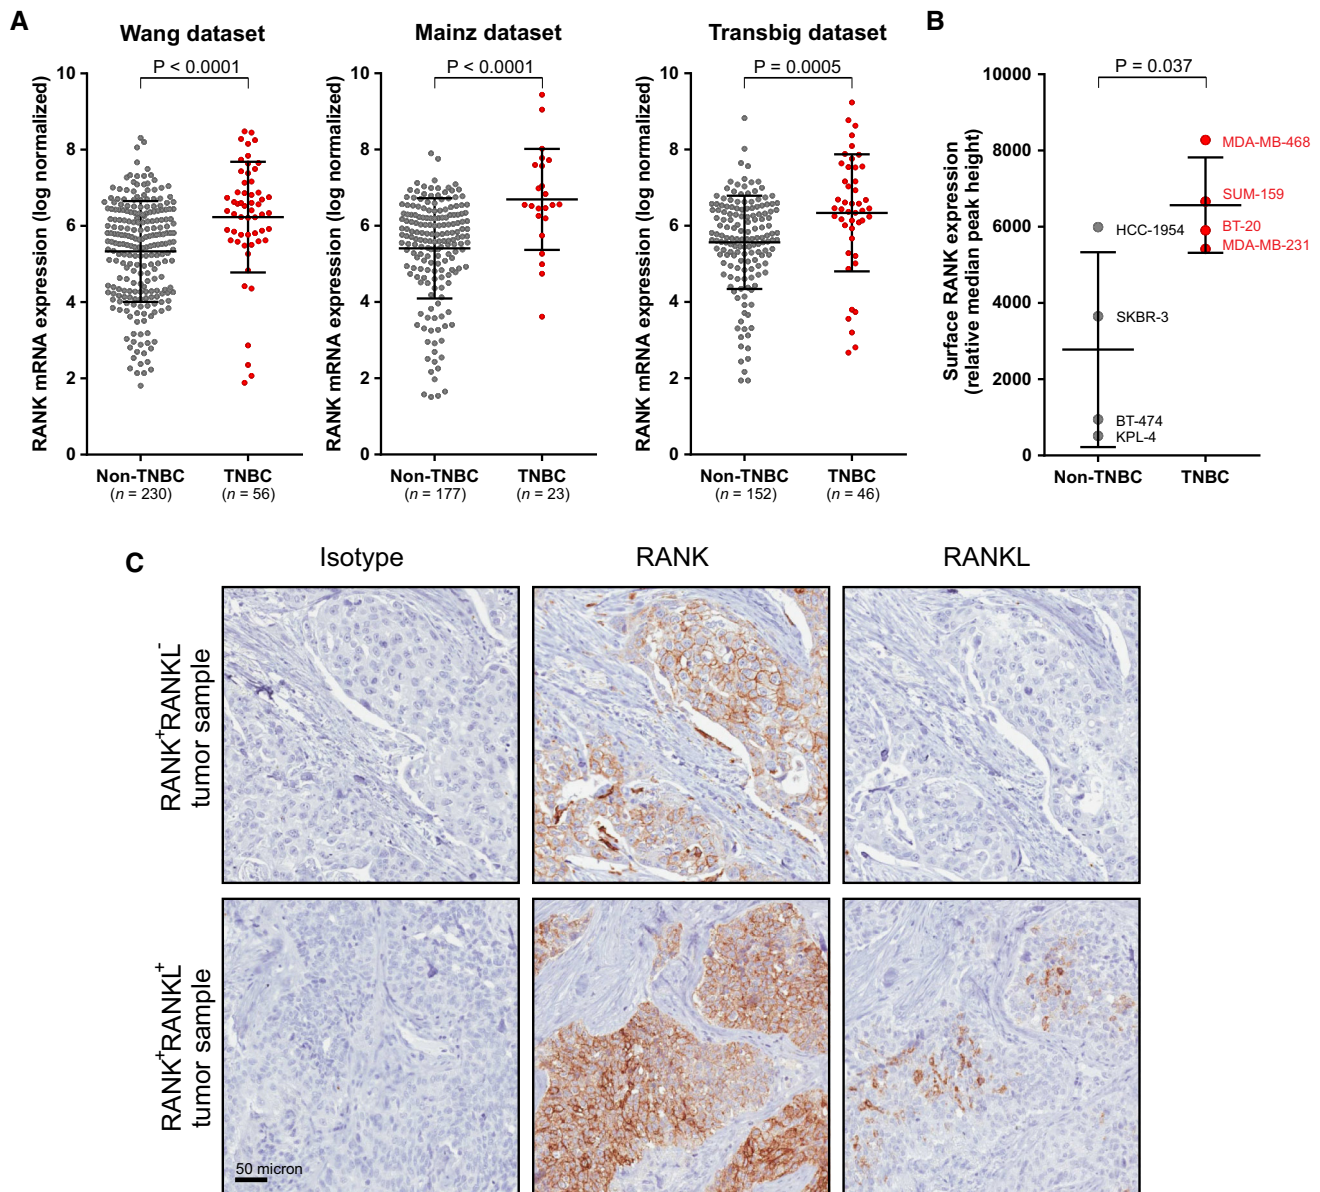 A
Wang dataset
P < 0.0001
RANK mRNA expression (log normalized)
10
8
6
4
2
0
Non-TNBC
(n = 230)
TNBC
(n = 56)
Mainz dataset
P < 0.0001
RANK mRNA expression (log normalized)
10
8
6
4
2
0
Non-TNBC
(n = 177)
TNBC
(n = 23)
Transbig dataset
P = 0.0005
RANK mRNA expression (log normalized)
10
8
6
4
2
0
Non-TNBC
(n = 152)
TNBC
(n = 46)
B
P = 0.037
Surface RANK expression
(relative median peak height)
10000
8000
6000
4000
2000
0
HCC-1954
SKBR-3
BT-474
KPL-4
MDA-MB-468
SUM-159
BT-20
MDA-MB-231
Non-TNBC
TNBC
C
Isotype
RANK
RANKL
RANK⁺RANKL⁻
tumor sample
RANK⁺RANKL⁺
tumor sample
50 micron